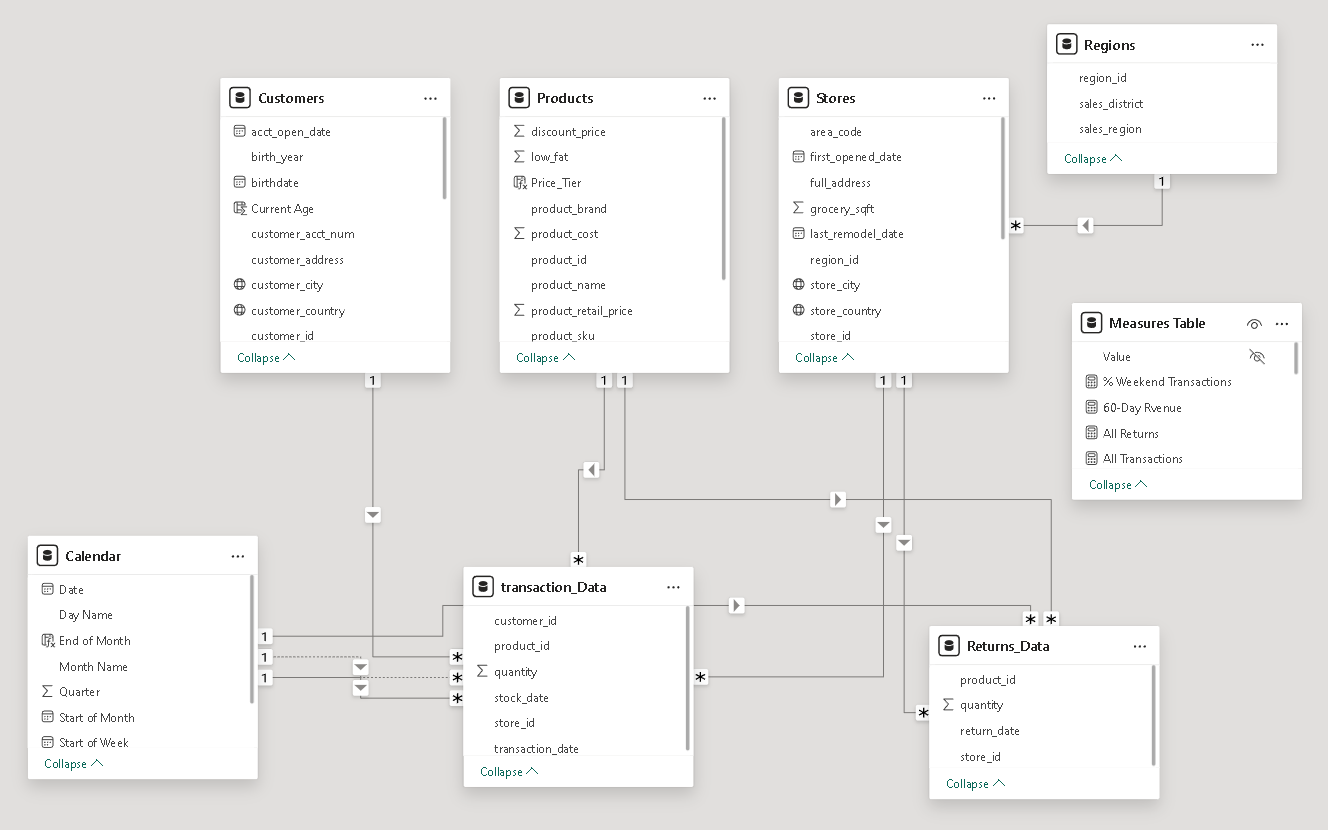 Regions
region_id
sales_district
sales_region
Collapse
1
*
Customers
acct_open_date
birth_year
birthdate
Current Age
customer_acct_num
customer_address
customer_city
customer_country
customer_id
Collapse
1
Products
discount_price
low_fat
Price_Tier
product_brand
product_cost
product_id
product_name
product_retail_price
product_sku
Collapse
1 1
Stores
area_code
first_opened_date
full_address
grocery_sqft
last_remodel_date
region_id
store_city
store_country
store_id
Collapse
1 1
Measures Table
Value
% Weekend Transactions
60-Day Rvenue
All Returns
All Transactions
Collapse
Calendar
Date
Day Name
End of Month
Month Name
Quarter
Start of Month
Start of Week
Collapse
1
1
1
*
*
*
*
transaction_Data
customer_id
product_id
quantity
stock_date
store_id
transaction_date
Collapse
*
* *
*
Returns_Data
product_id
quantity
return_date
store_id
Collapse